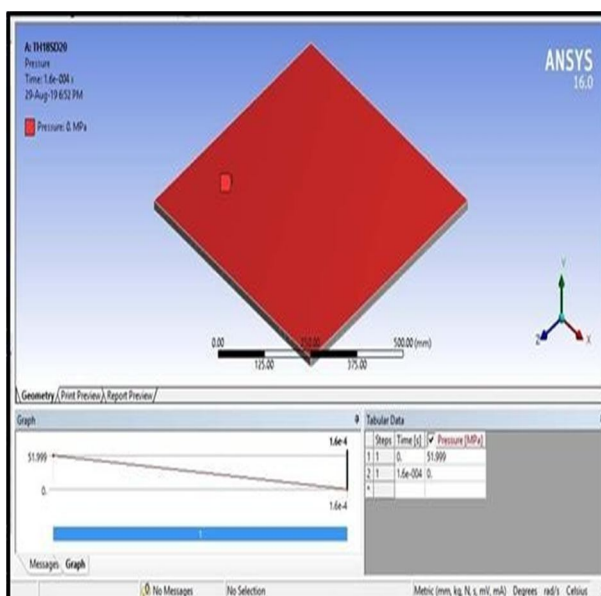 A: TH18SD20
Pressure
Time: 1.6e-004 s
29-Aug-19 6:52 PM
Pressure: 0. MPa
ANSYS
16.0
Y
Z
X
0.00 250.00 500.00 (mm)
125.00 375.00
Geometry Print Preview Report Preview
Graph
1.6e-4
51.999
0.
1.6e-4
1
Messages Graph
Tabular Data
Steps Time [s] Pressure [MPa]
1 1 0. 51.999
2 1 1.6e-004 0.
*
No Messages No Selection Metric (mm, kg, N, s, mV, mA) Degrees rad/s Celsius